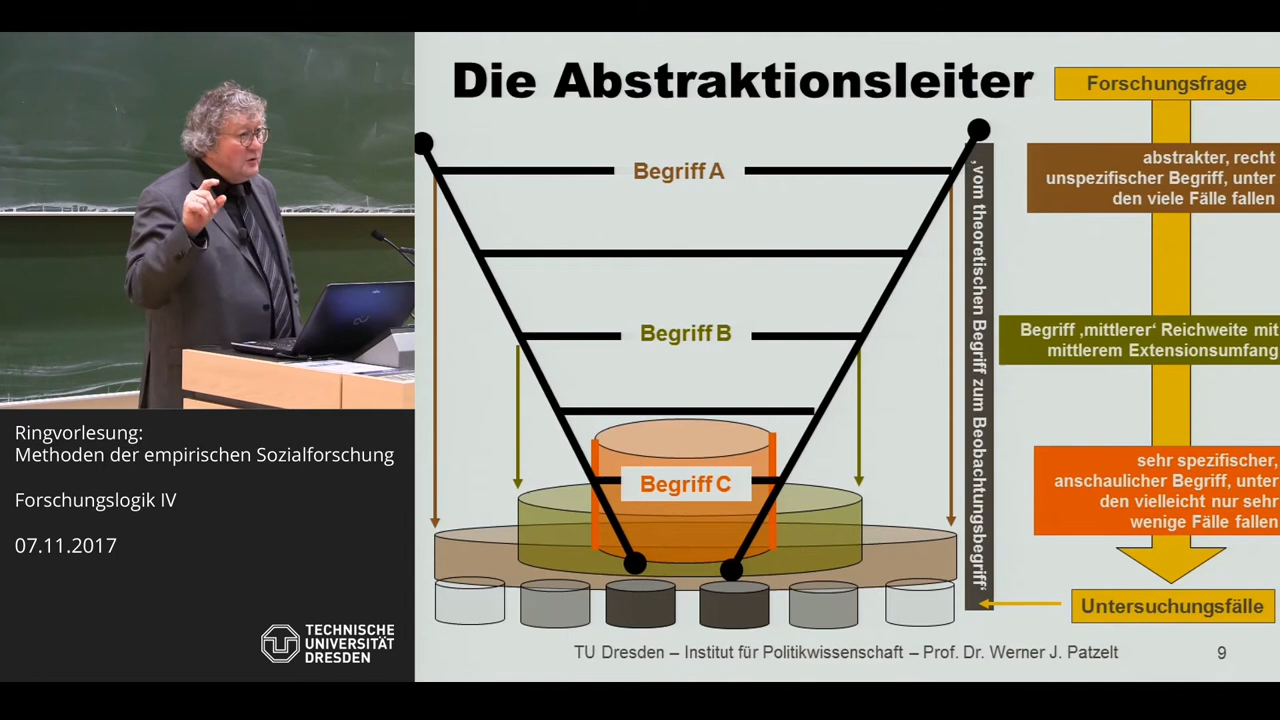 Die Abstraktionsleiter
Forschungsfrage
Begriff A
abstrakter, recht
unspezifischer Begriff, unter
den viele Fälle fallen
Begriff B
Begriff ‚mittlerer‘ Reichweite mit
mittlerem Extensionsumfang
Begriff C
sehr spezifischer,
anschaulicher Begriff, unter
den vielleicht nur sehr
wenige Fälle fallen
‚vom theoretischen Begriff zum Beobachtungsbegriff‘
Untersuchungsfälle
TU Dresden – Institut für Politikwissenschaft – Prof. Dr. Werner J. Patzelt
9
Ringvorlesung:
Methoden der empirischen Sozialforschung
Forschungslogik IV
07.11.2017
TECHNISCHE
UNIVERSITÄT
DRESDEN